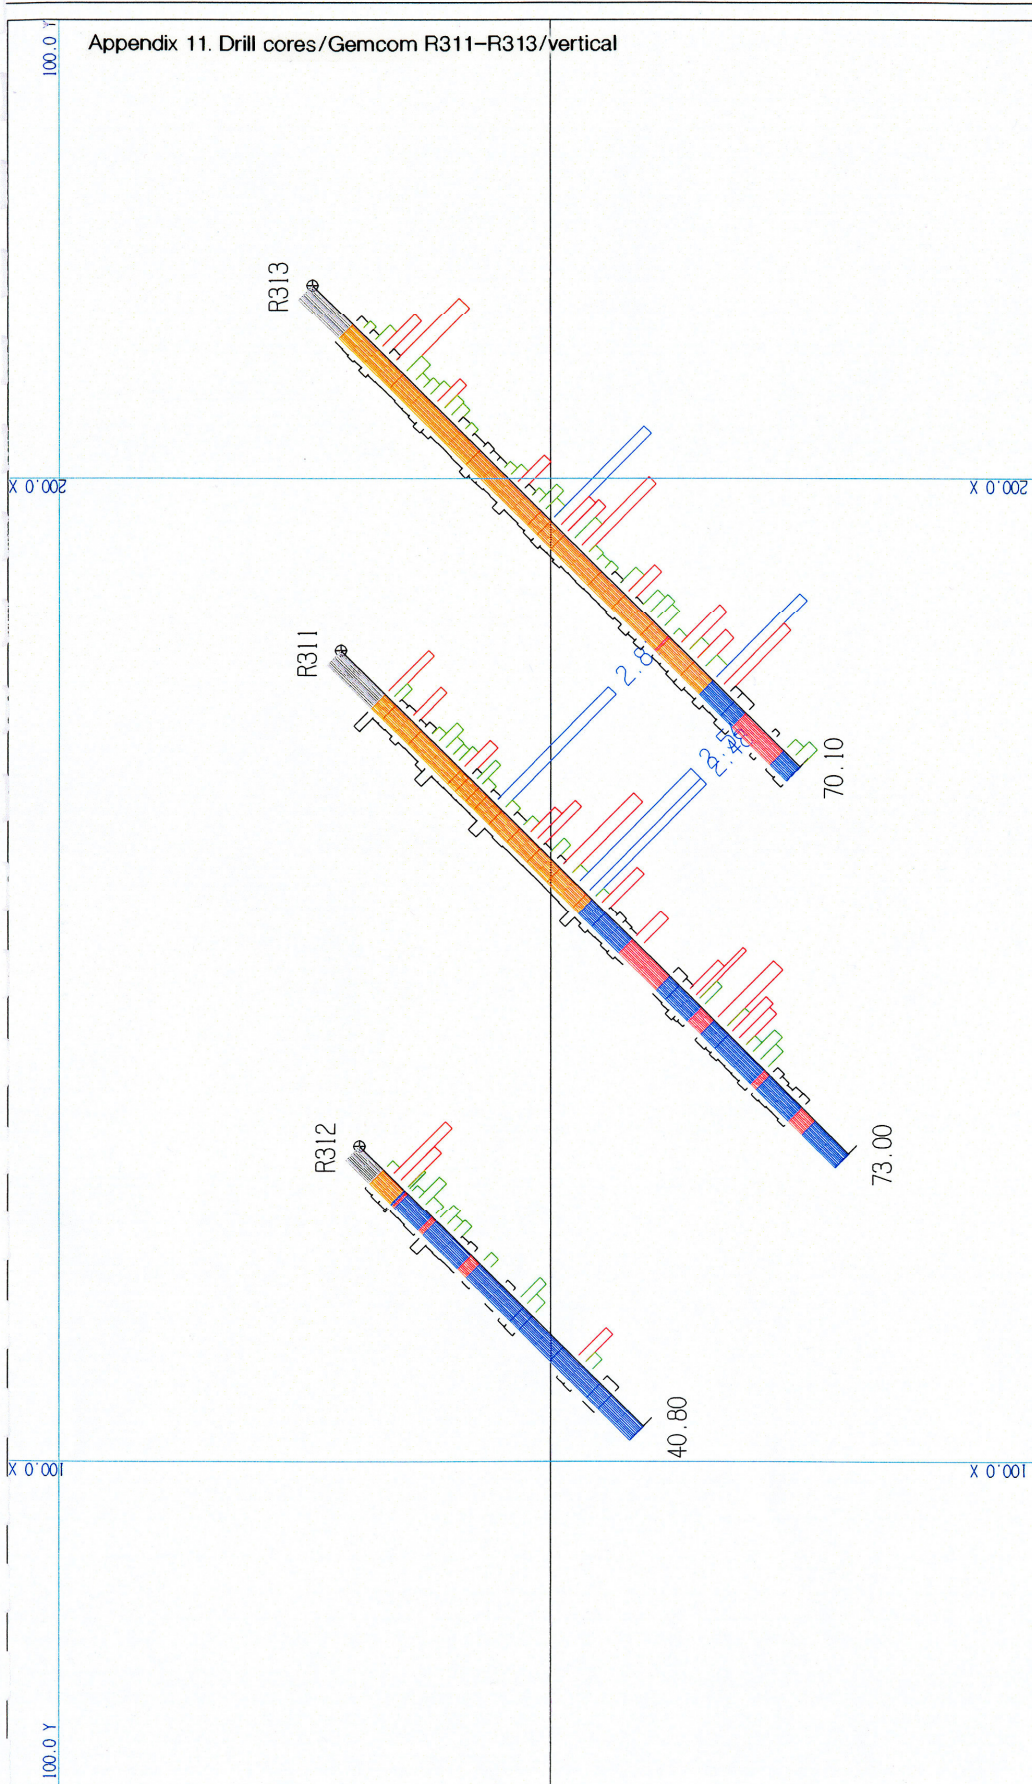 100.0 Y
Appendix 11. Drill cores/Gemcom R311-R313/vertical
R313
200.0 X
200.0 X
R311
2.8
70.10
R312
73.00
40.80
100.0 X
100.0 X
100.0 Y